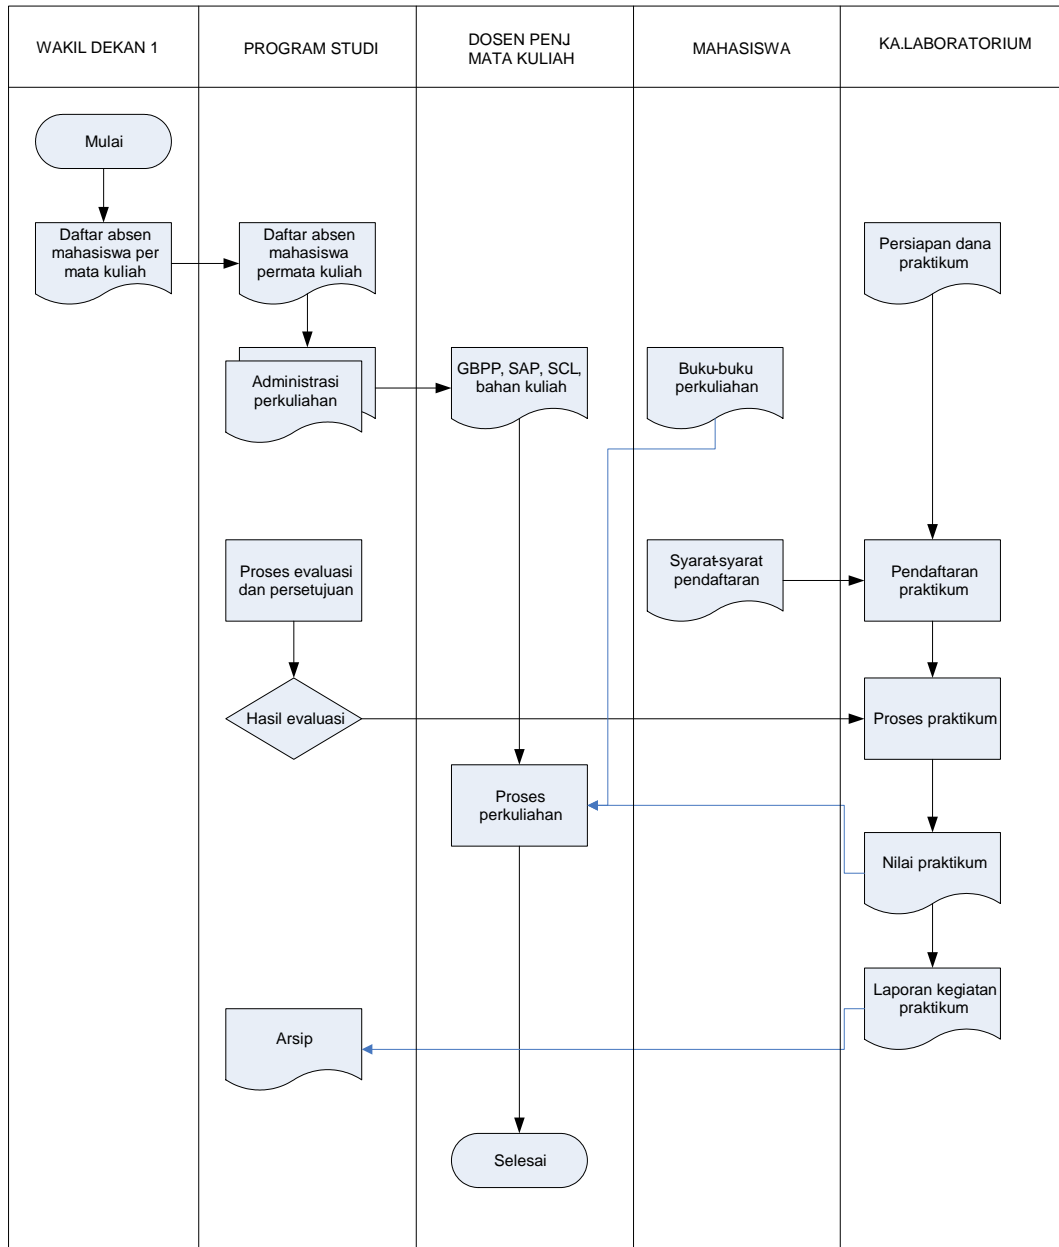 WAKIL DEKAN 1
PROGRAM STUDI
DOSEN PENJ
MATA KULIAH
MAHASISWA
KA.LABORATORIUM
Mulai
Daftar absen
mahasiswa per
mata kuliah
Daftar absen
mahasiswa
permata kuliah
Persiapan dana
praktikum
Administrasi
perkuliahan
GBPP, SAP, SCL,
bahan kuliah
Buku-buku
perkuliahan
Proses evaluasi
dan persetujuan
Syarat-syarat
pendaftaran
Pendaftaran
praktikum
Hasil evaluasi
Proses praktikum
Proses
perkuliahan
Nilai praktikum
Laporan kegiatan
praktikum
Arsip
Selesai